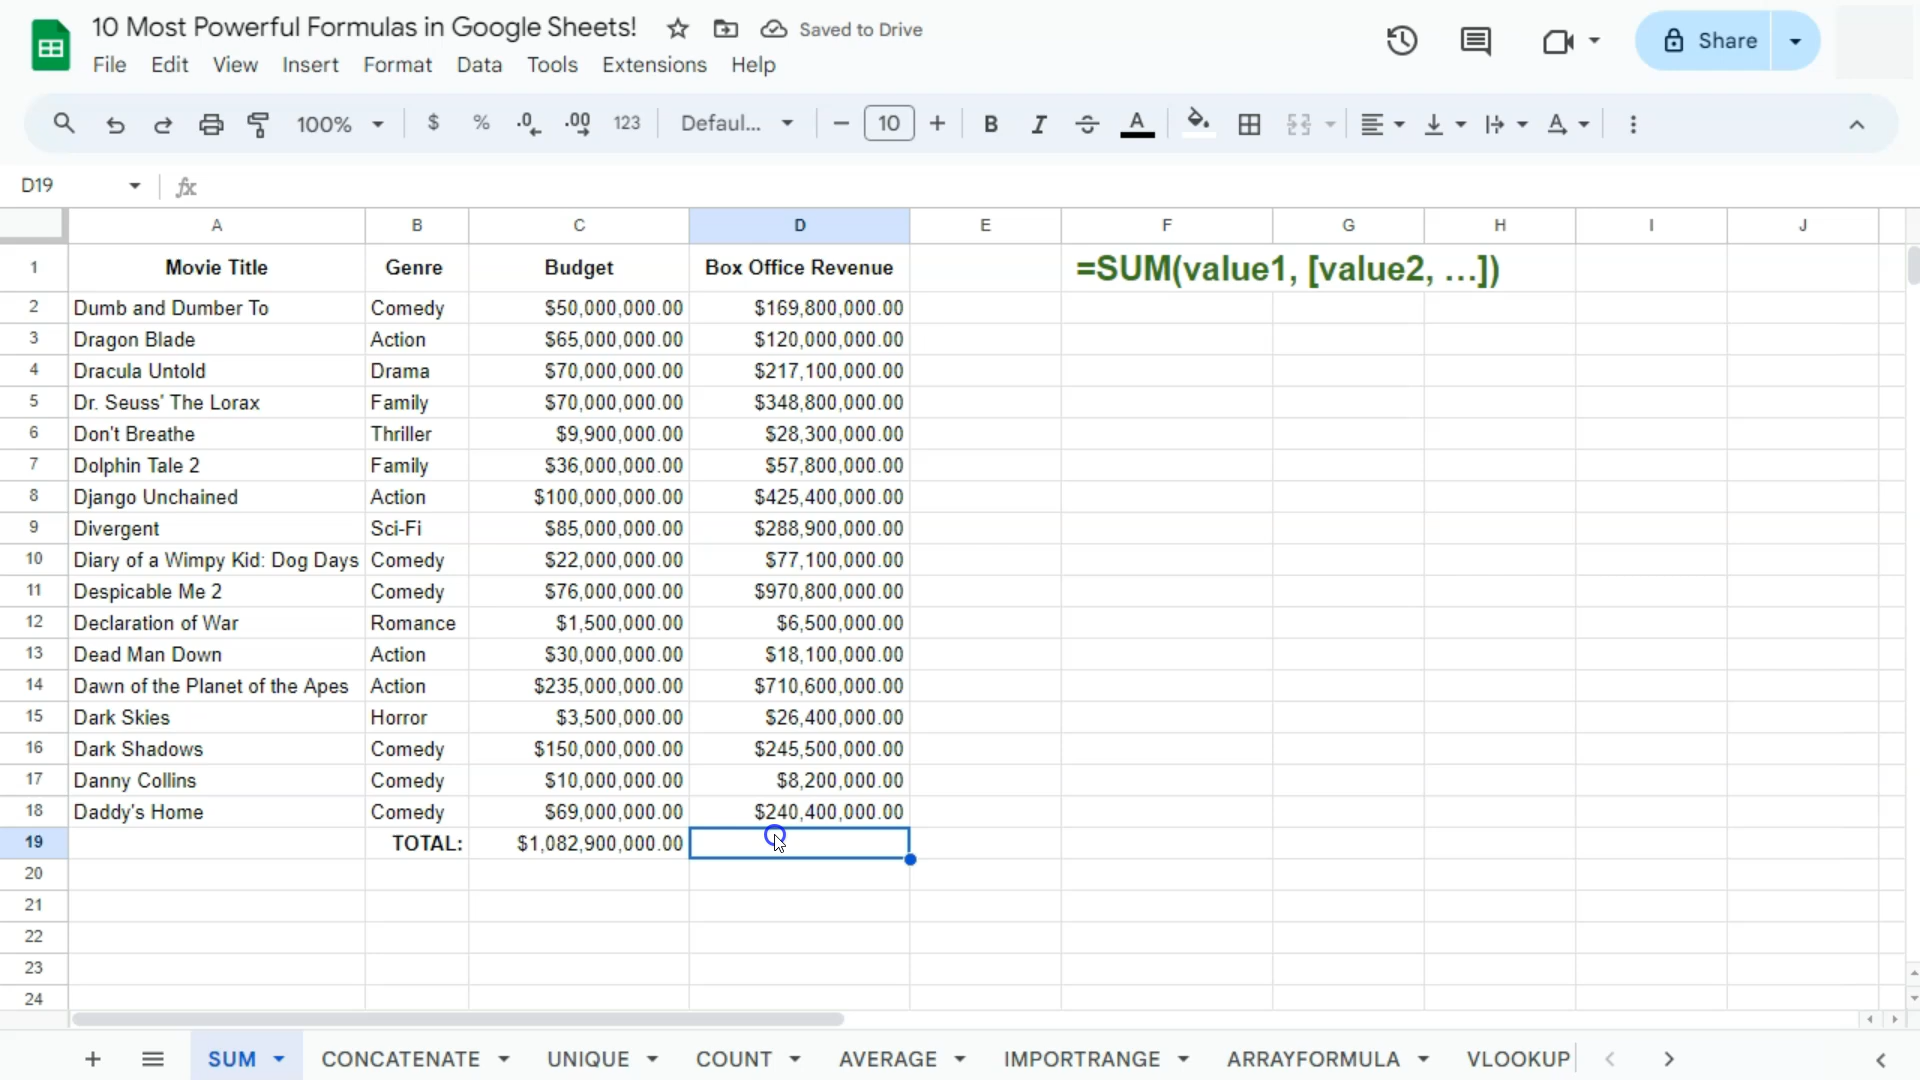 10 Most Powerful Formulas in Google Sheets! Saved to Drive
File Edit View Insert Format Data Tools Extensions Help
Share
100% $ % .0 .00 123 Defaul... − 10 + B I A
D19 fx
A B C D E F G H I J
1 Movie Title Genre Budget Box Office Revenue =SUM(value1, [value2, ...])
2 Dumb and Dumber To Comedy $50,000,000.00 $169,800,000.00
3 Dragon Blade Action $65,000,000.00 $120,000,000.00
4 Dracula Untold Drama $70,000,000.00 $217,100,000.00
5 Dr. Seuss' The Lorax Family $70,000,000.00 $348,800,000.00
6 Don't Breathe Thriller $9,900,000.00 $28,300,000.00
7 Dolphin Tale 2 Family $36,000,000.00 $57,800,000.00
8 Django Unchained Action $100,000,000.00 $425,400,000.00
9 Divergent Sci-Fi $85,000,000.00 $288,900,000.00
10 Diary of a Wimpy Kid: Dog Days Comedy $22,000,000.00 $77,100,000.00
11 Despicable Me 2 Comedy $76,000,000.00 $970,800,000.00
12 Declaration of War Romance $1,500,000.00 $6,500,000.00
13 Dead Man Down Action $30,000,000.00 $18,100,000.00
14 Dawn of the Planet of the Apes Action $235,000,000.00 $710,600,000.00
15 Dark Skies Horror $3,500,000.00 $26,400,000.00
16 Dark Shadows Comedy $150,000,000.00 $245,500,000.00
17 Danny Collins Comedy $10,000,000.00 $8,200,000.00
18 Daddy's Home Comedy $69,000,000.00 $240,400,000.00
19 TOTAL: $1,082,900,000.00
20
21
22
23
24
SUM CONCATENATE UNIQUE COUNT AVERAGE IMPORTRANGE ARRAYFORMULA VLOOKUP